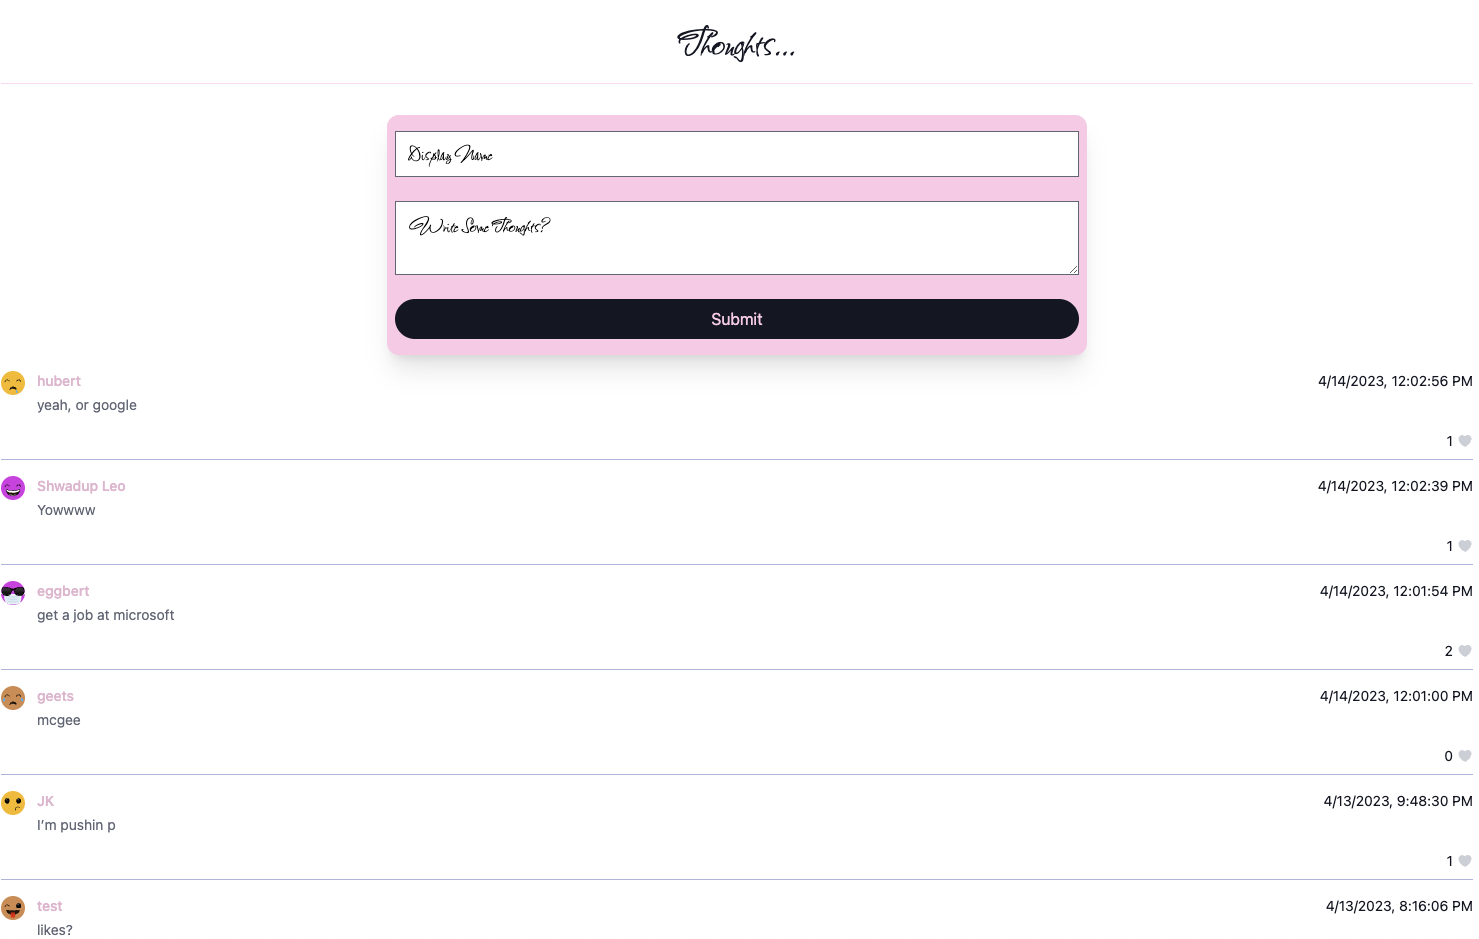 Thoughts...
Display Name
Write Some Thoughts?
Submit
hubert 4/14/2023, 12:02:56 PM
yeah, or google
1
Shwadup Leo 4/14/2023, 12:02:39 PM
Yowwww
1
eggbert 4/14/2023, 12:01:54 PM
get a job at microsoft
2
geets 4/14/2023, 12:01:00 PM
mcgee
0
JK 4/13/2023, 9:48:30 PM
I'm pushin p
1
test 4/13/2023, 8:16:06 PM
likes?